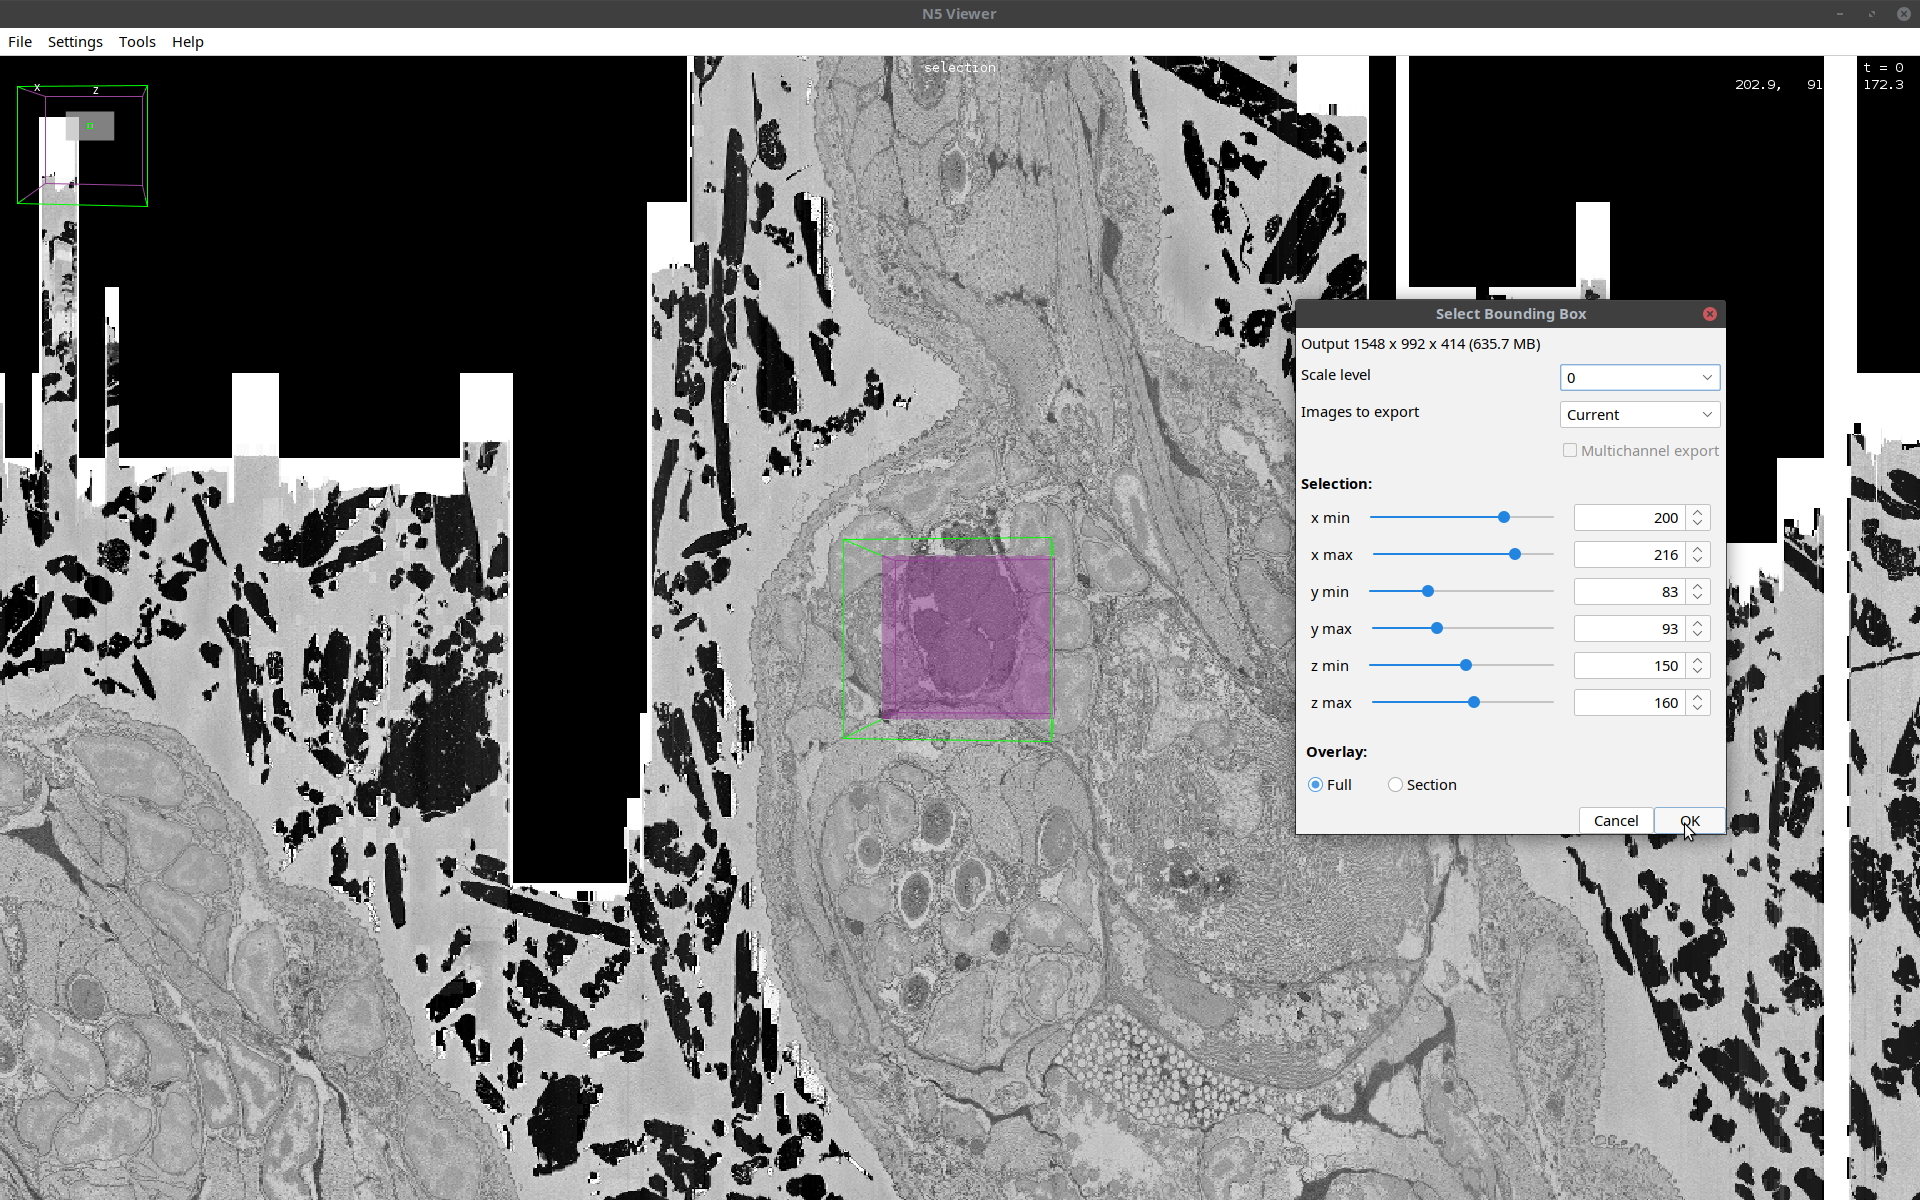 N5 Viewer
File Settings Tools Help
selection
t = 0
202.9, 91 172.3
x z
Select Bounding Box
Output 1548 x 992 x 414 (635.7 MB)
Scale level 0
Images to export Current
Multichannel export
Selection:
x min 200
x max 216
y min 83
y max 93
z min 150
z max 160
Overlay:
Full Section
Cancel OK